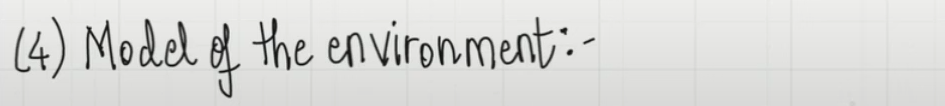 (4) Model of the environment:-